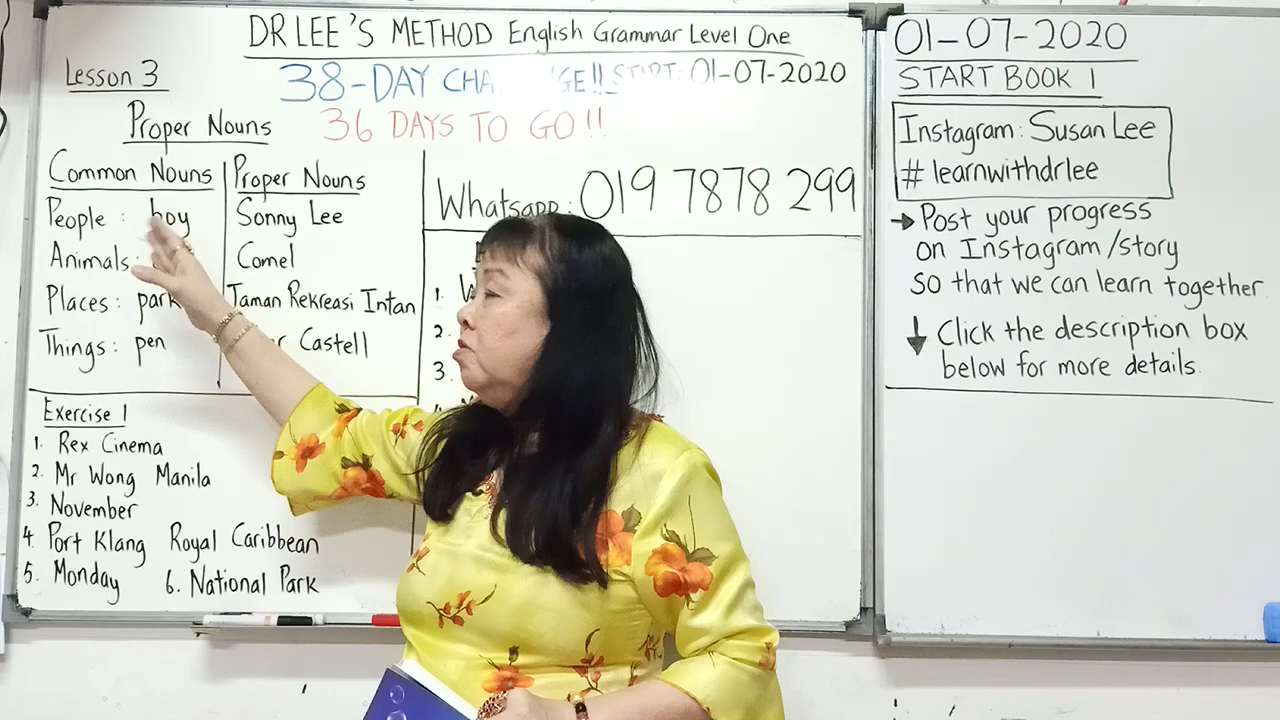 DR LEE'S METHOD English Grammar Level One
Lesson 3
38-DAY !! START: 01-07-2020
Proper Nouns
36 DAYS TO GO!!
Common Nouns
People : boy
Animals:
Places : park
Things : pen
Proper Nouns
Sonny Lee
Comel
Taman Rekreasi Intan
Castell
Whatsapp : 019 7878 299
1.
2.
3.
Exercise 1
1. Rex Cinema
2. Mr Wong Manila
3. November
4. Port Klang Royal Caribbean
5. Monday 6. National Park
01-07-2020
START BOOK 1
Instagram: Susan Lee
# learnwithdrlee
→ Post your progress
on Instagram/story
so that we can learn together
↓ Click the description box
below for more details.